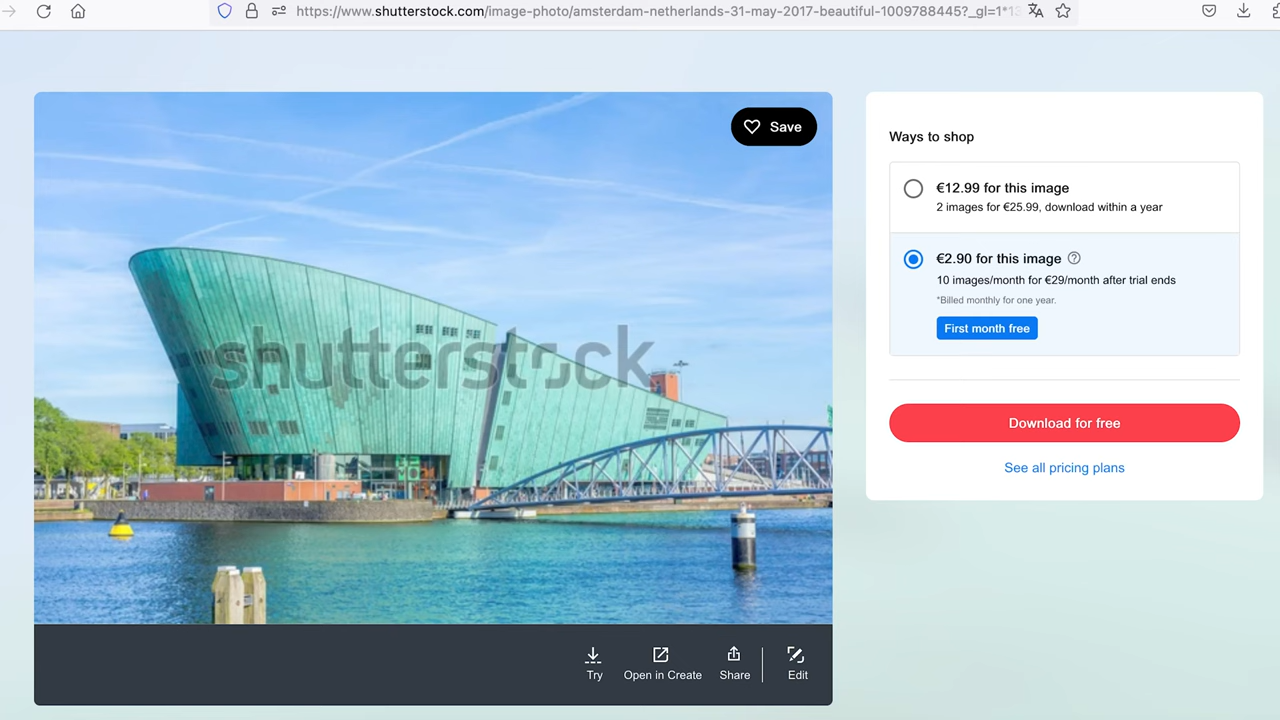 https://www.shutterstock.com/image-photo/amsterdam-netherlands-31-may-2017-beautiful-1009788445?_gl=1*13
Save
shutterstock
Try
Open in Create
Share
Edit
Ways to shop
€12.99 for this image
2 images for €25.99, download within a year
€2.90 for this image
10 images/month for €29/month after trial ends
*Billed monthly for one year.
First month free
Download for free
See all pricing plans